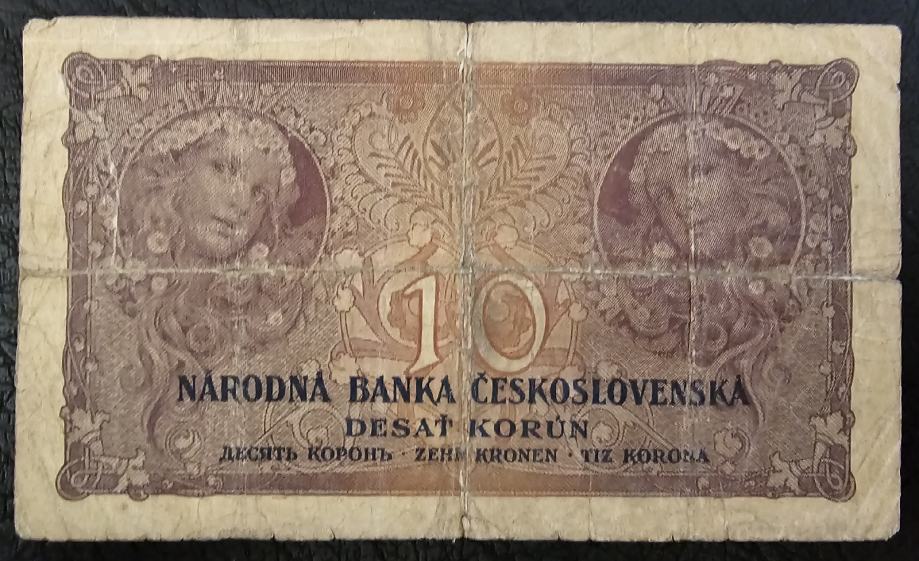 10
NÁRODNÁ BANKA ČESKOSLOVENSKÁ
DESAŤ KORÚN
ДЕСЯТЬ КОРОНЪ · ZEHN KRONEN · TIZ KORONA